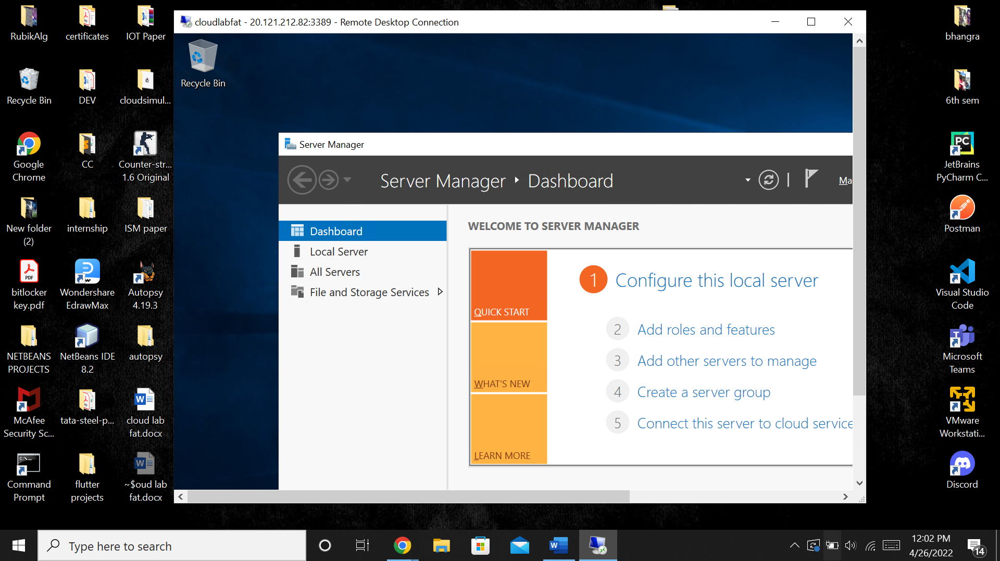 RubikAlg
certificates
IOT Paper
Recycle Bin
DEV
cloudsimul...
Google
Chrome
CC
Counter-str...
1.6 Original
New folder
(2)
internship
ISM paper
PDF
bitlocker
key.pdf
Wondershare
EdrawMax
Autopsy
4.19.3
NETBEANS
PROJECTS
NetBeans IDE
8.2
autopsy
McAfee
Security Sc...
tata-steel-p...
W
cloud lab
fat.docx
C:\_
Command
Prompt
flutter
projects
W
~$oud lab
fat.docx
cloudlabfat - 20.121.212.82:3389 - Remote Desktop Connection
Recycle Bin
Server Manager
Server Manager
Dashboard
Ma
Dashboard
Local Server
All Servers
File and Storage Services
WELCOME TO SERVER MANAGER
QUICK START
WHAT'S NEW
LEARN MORE
1 Configure this local server
2 Add roles and features
3 Add other servers to manage
4 Create a server group
5 Connect this server to cloud service
bhangra
6th sem
PC
JetBrains
PyCharm C...
Postman
Visual Studio
Code
T
Microsoft
Teams
VMware
Workstati...
Discord
Type here to search
W
12:02 PM
4/26/2022
14